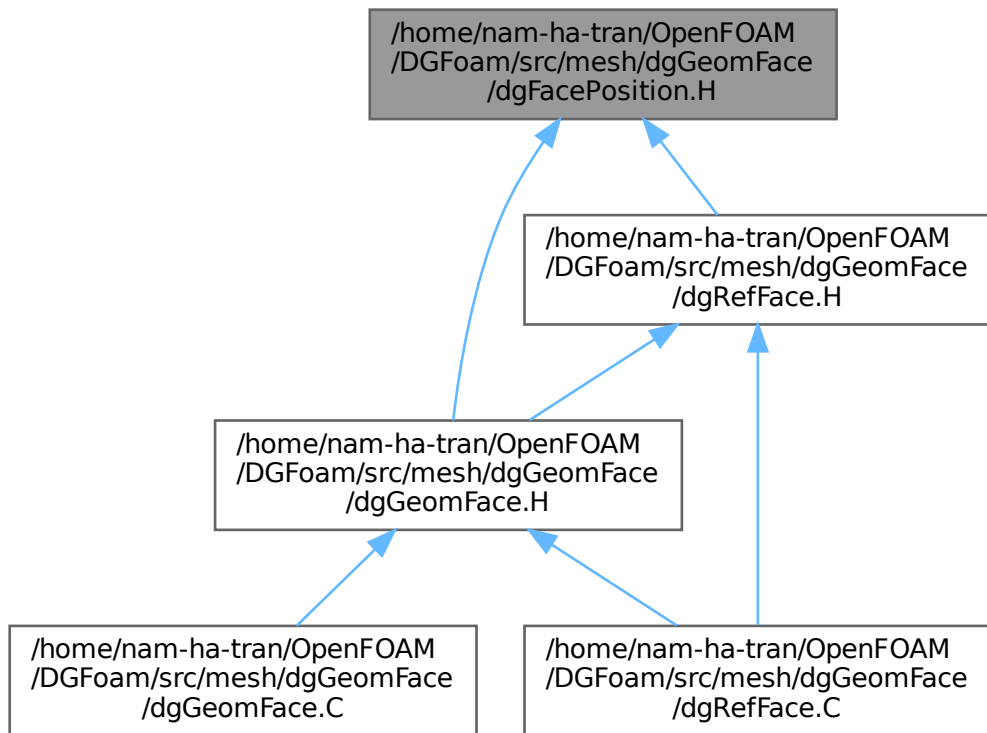 /home/nam-ha-tran/OpenFOAM
/DGFoam/src/mesh/dgGeomFace
/dgFacePosition.H
/home/nam-ha-tran/OpenFOAM
/DGFoam/src/mesh/dgGeomFace
/dgRefFace.H
/home/nam-ha-tran/OpenFOAM
/DGFoam/src/mesh/dgGeomFace
/dgGeomFace.H
/home/nam-ha-tran/OpenFOAM
/DGFoam/src/mesh/dgGeomFace
/dgGeomFace.C
/home/nam-ha-tran/OpenFOAM
/DGFoam/src/mesh/dgGeomFace
/dgRefFace.C